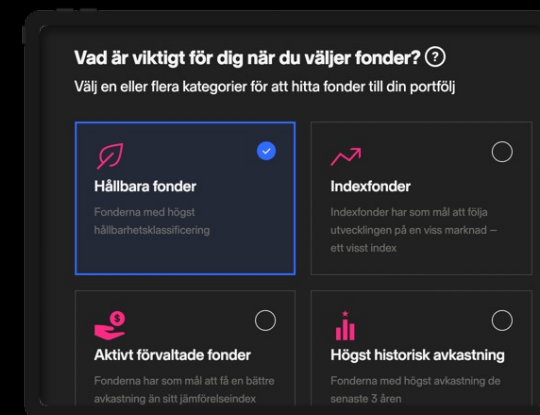 Vad är viktigt för dig när du väljer fonder? ?
Välj en eller flera kategorier för att hitta fonder till din portfölj
Hållbara fonder
Fonderna med högst
hållbarhetsklassificering
Indexfonder
Indexfonder har som mål att följa
utvecklingen på en viss marknad –
ett visst index
$
Aktivt förvaltade fonder
Fonderna har som mål att få en bättre
avkastning än sitt jämförelseindex
Högst historisk avkastning
Fonderna med högst avkastning de
senaste 3 åren